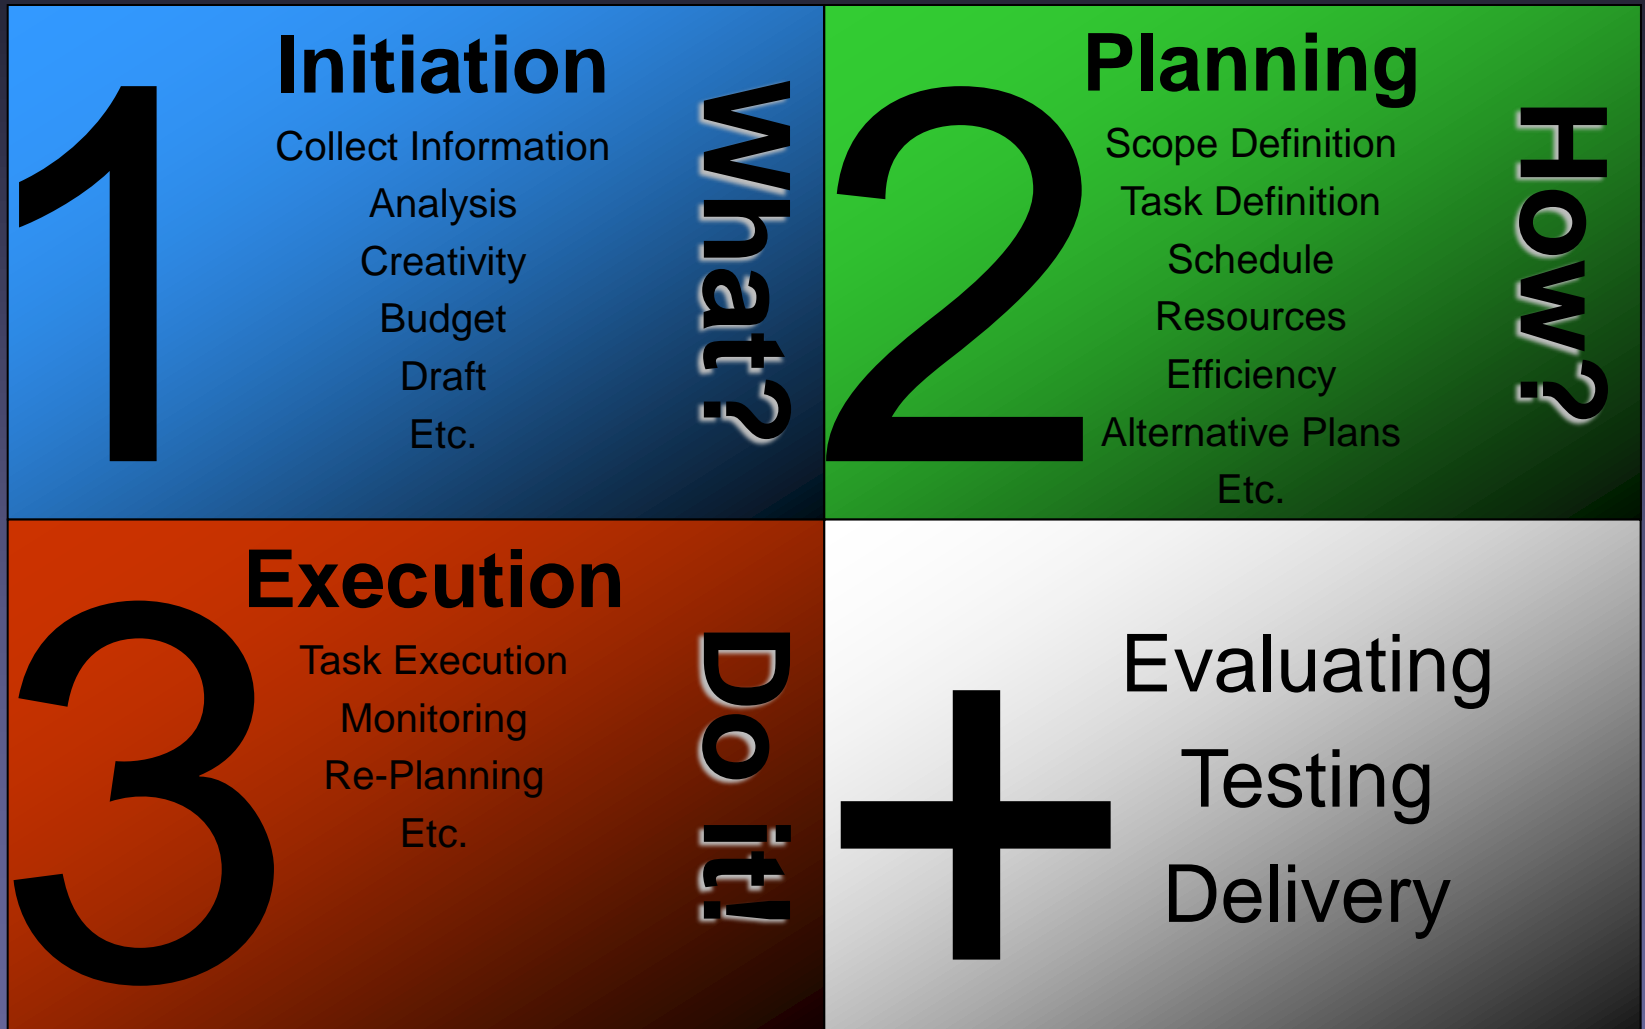 1
Initiation
Collect Information
Analysis
Creativity
Budget
Draft
Etc.
What?
2
Planning
Scope Definition
Task Definition
Schedule
Resources
Efficiency
Alternative Plans
Etc.
How?
3
Execution
Task Execution
Monitoring
Re-Planning
Etc.
Do it!
+
Evaluating
Testing
Delivery